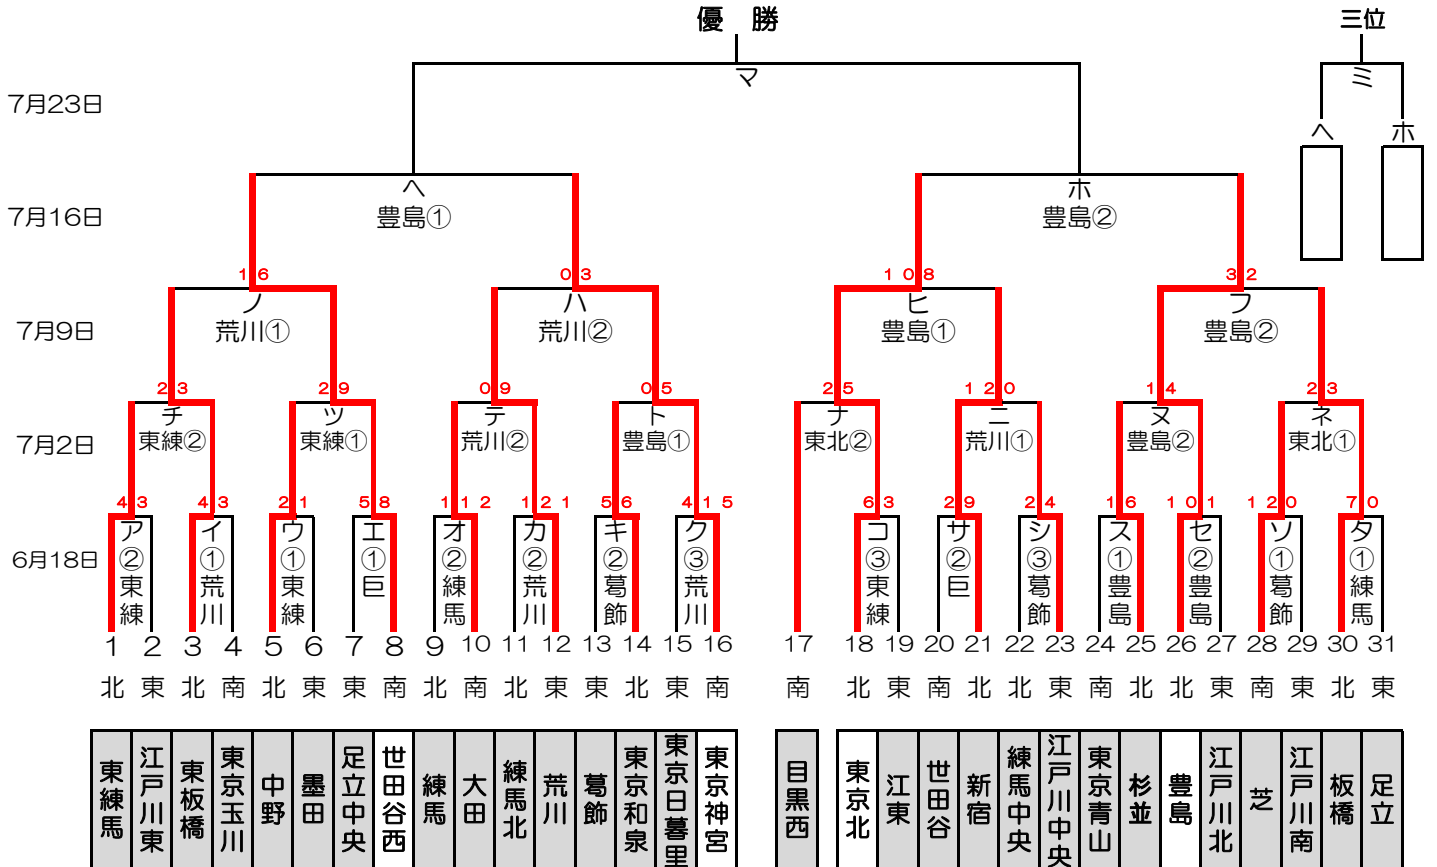 優 勝
三位
マ
ミ
7月23日
ヘ ホ
ヘ ホ
7月16日
豊島① 豊島②
1 6 0 3 1 0 8 3 2
ノ ハ ヒ フ
7月9日
荒川① 荒川② 豊島① 豊島②
2 3 2 9 0 9 0 5 2 5 1 2 0 1 4 2 3
チ ツ テ ト ナ ニ ヌ ネ
7月2日
東練② 東練① 荒川② 豊島① 東北② 荒川① 豊島② 東北①
4 3 4 3 2 1 5 8 1 1 2 1 2 1 5 6 4 1 5 6 3 2 9 2 4 1 6 1 0 1 1 2 0 7 0
6月18日
ア②東練
イ①荒川
ウ①東練
エ①巨
オ②練馬
カ②荒川
キ②葛飾
ク③荒川
コ③東練
サ②巨
シ③葛飾
ス①豊島
セ②豊島
ソ①葛飾
タ①練馬
1 2 3 4 5 6 7 8 9 10 11 12 13 14 15 16 17 18 19 20 21 22 23 24 25 26 27 28 29 30 31
北 東 北 南 北 東 東 南 北 南 北 東 東 北 東 南 南 北 東 南 東 北 東 南 北 北 東 南 東 北 東
東練馬
江戸川東
東板橋
東京玉川
中野
墨田
足立中央
世田谷西
練馬
大田
練馬北
荒川
葛飾
東京和泉
東京日暮里
東京神宮
目黒西
東京北
江東
世田谷
新宿
練馬中央
江戸川中央
東京青山
杉並
豊島
江戸川北
芝
江戸川南
板橋
足立